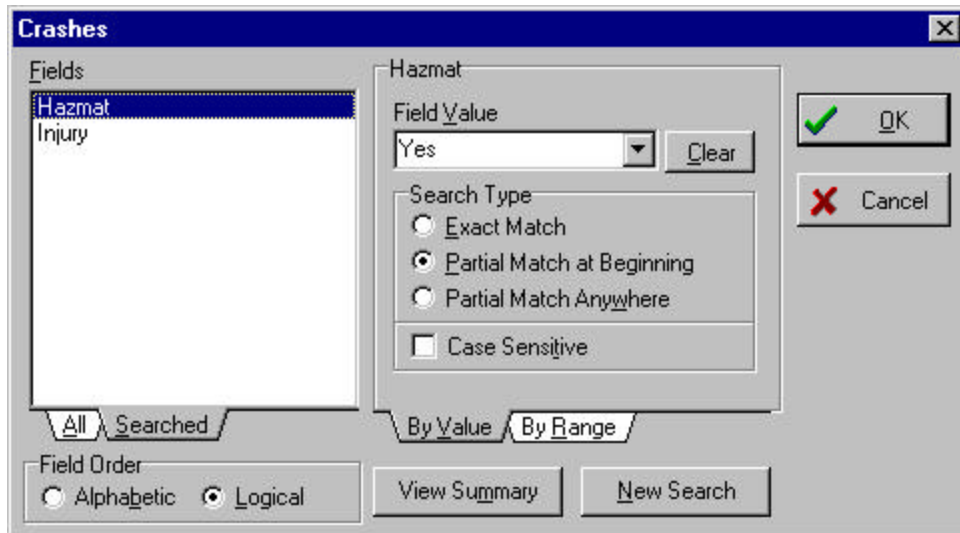 Crashes
Fields
Hazmat
Injury
All
Searched
Field Order
Alphabetic
Logical
Hazmat
Field Value
Yes
Clear
Search Type
Exact Match
Partial Match at Beginning
Partial Match Anywhere
Case Sensitive
By Value
By Range
View Summary
New Search
OK
Cancel